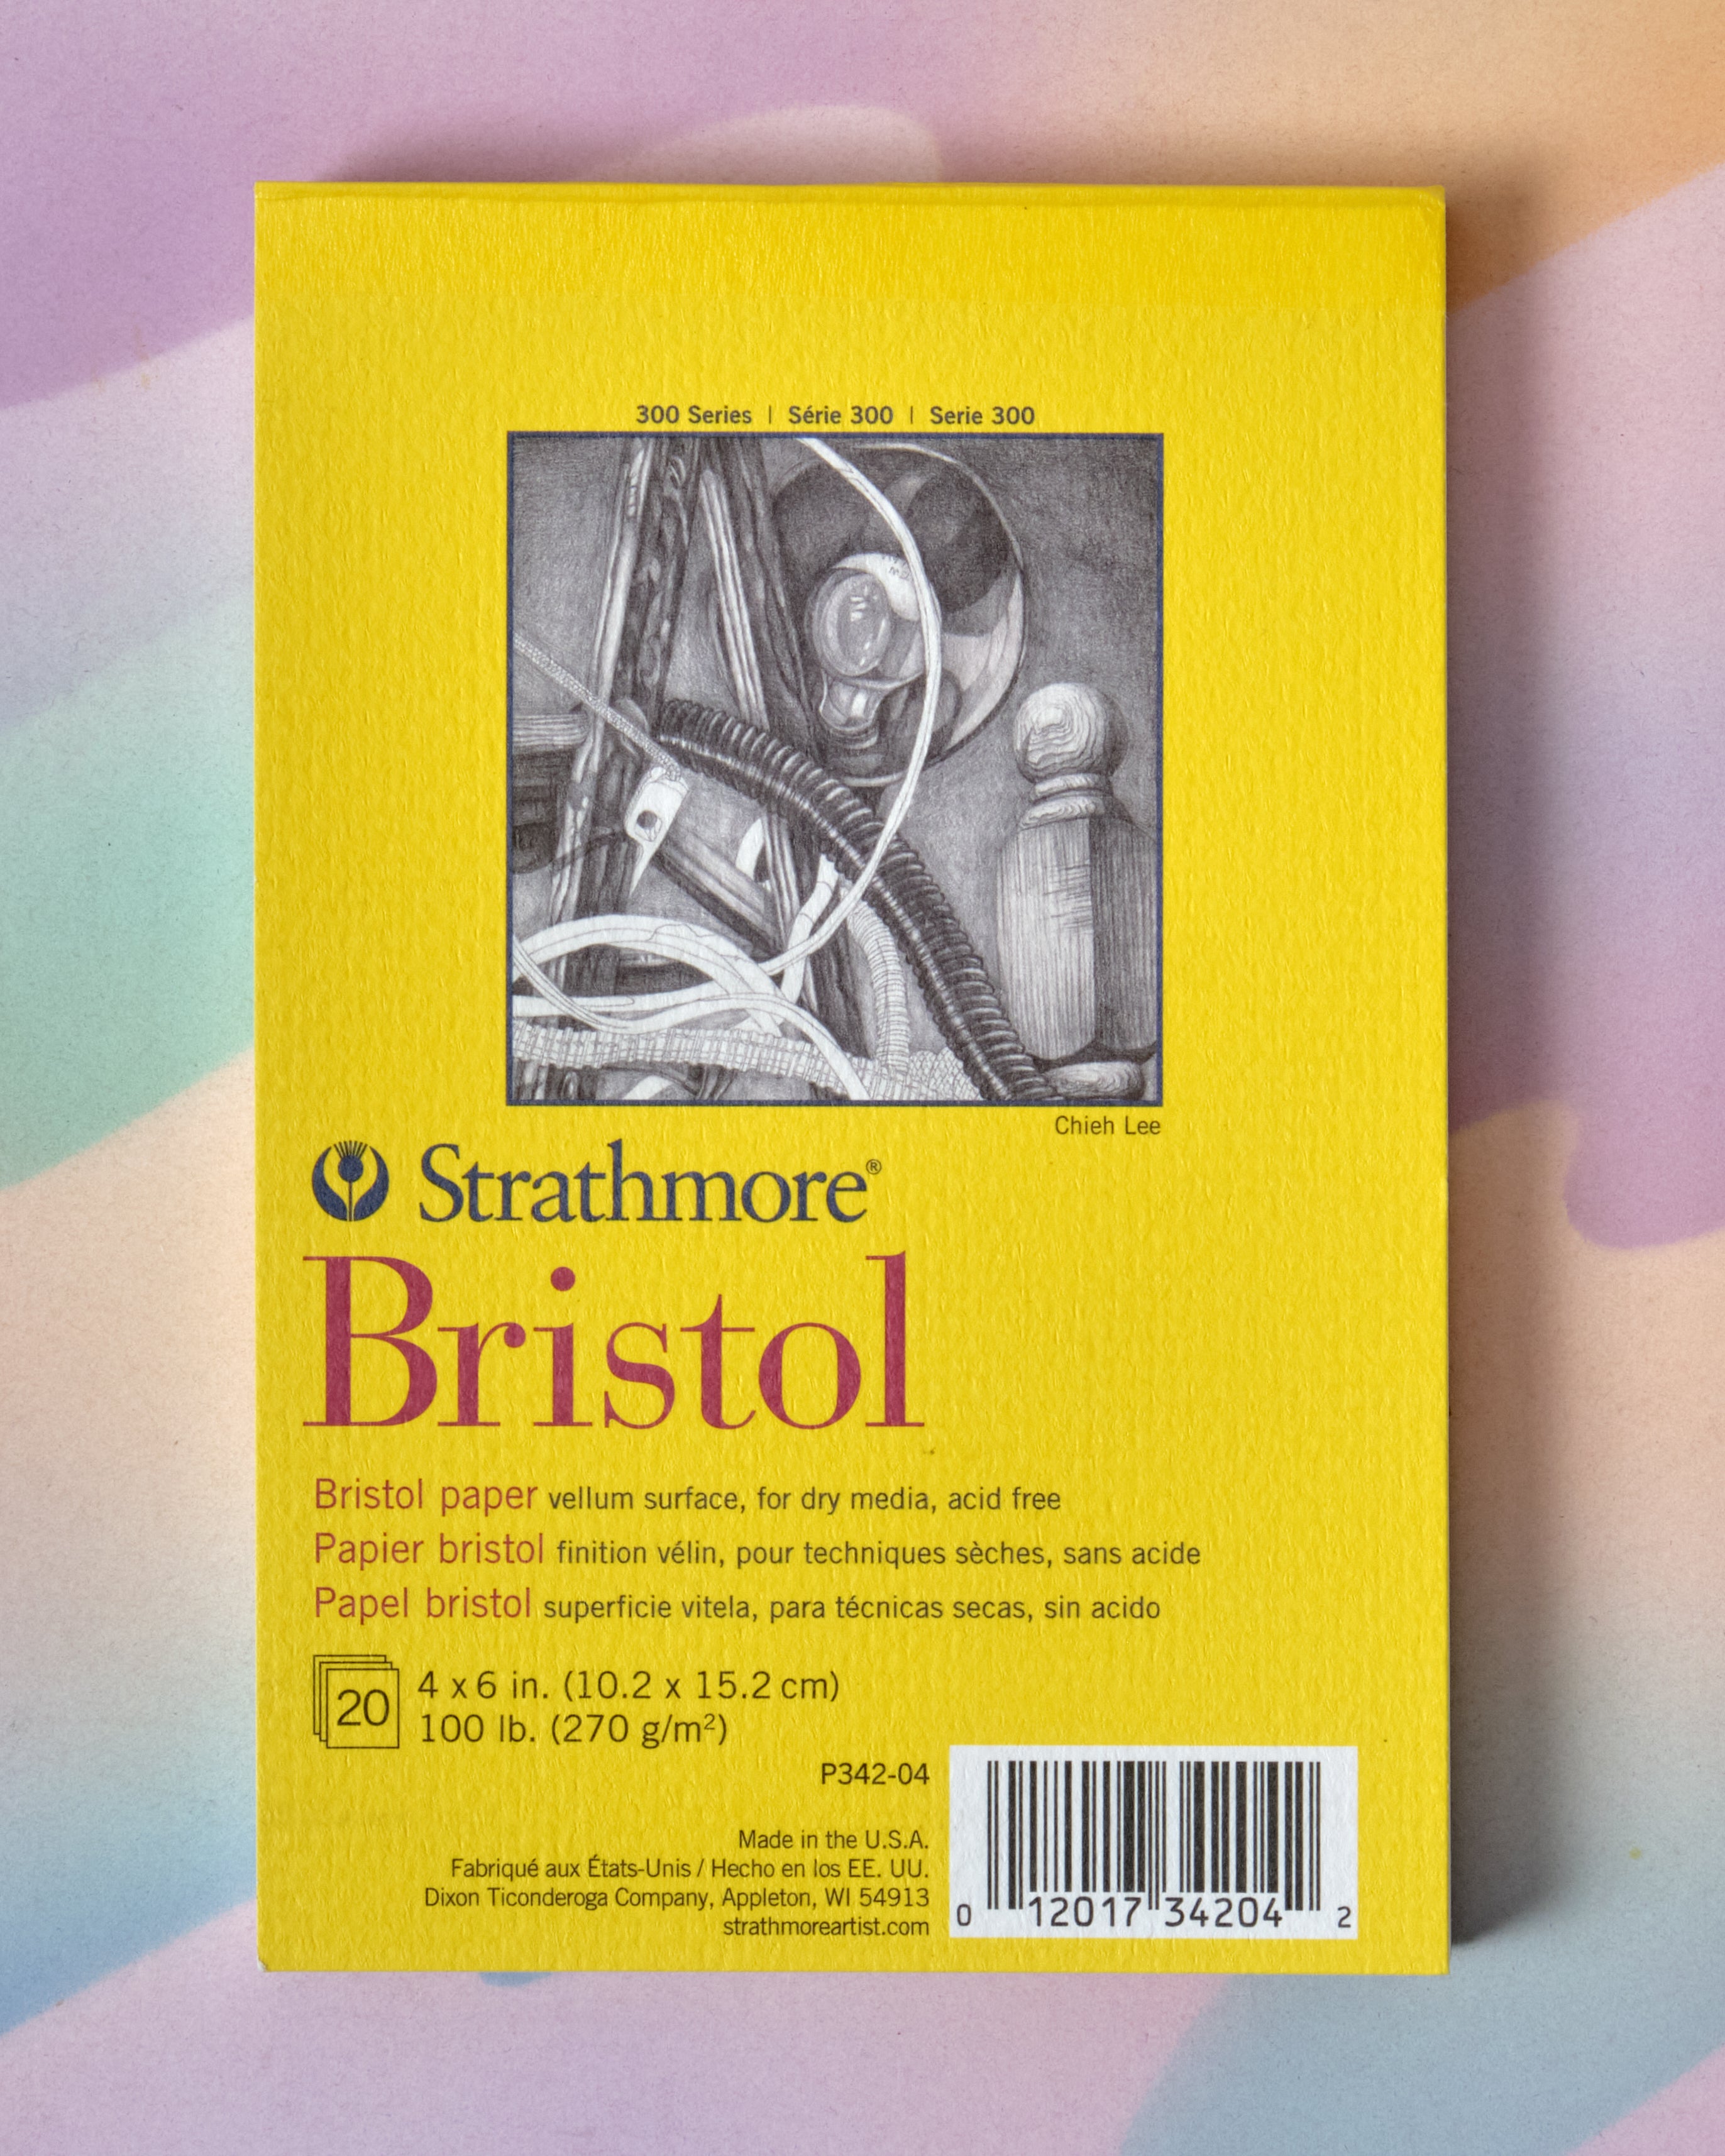 300 Series | Série 300 | Serie 300
Chieh Lee
Strathmore®
Bristol
Bristol paper vellum surface, for dry media, acid free
Papier bristol finition vélin, pour techniques sèches, sans acide
Papel bristol superficie vitela, para técnicas secas, sin acido
20
4 x 6 in. (10.2 x 15.2 cm)
100 lb. (270 g/m²)
P342-04
Made in the U.S.A.
Fabriqué aux États-Unis / Hecho en los EE. UU.
Dixon Ticonderoga Company, Appleton, WI 54913
strathmoreartist.com
0 12017 34204 2